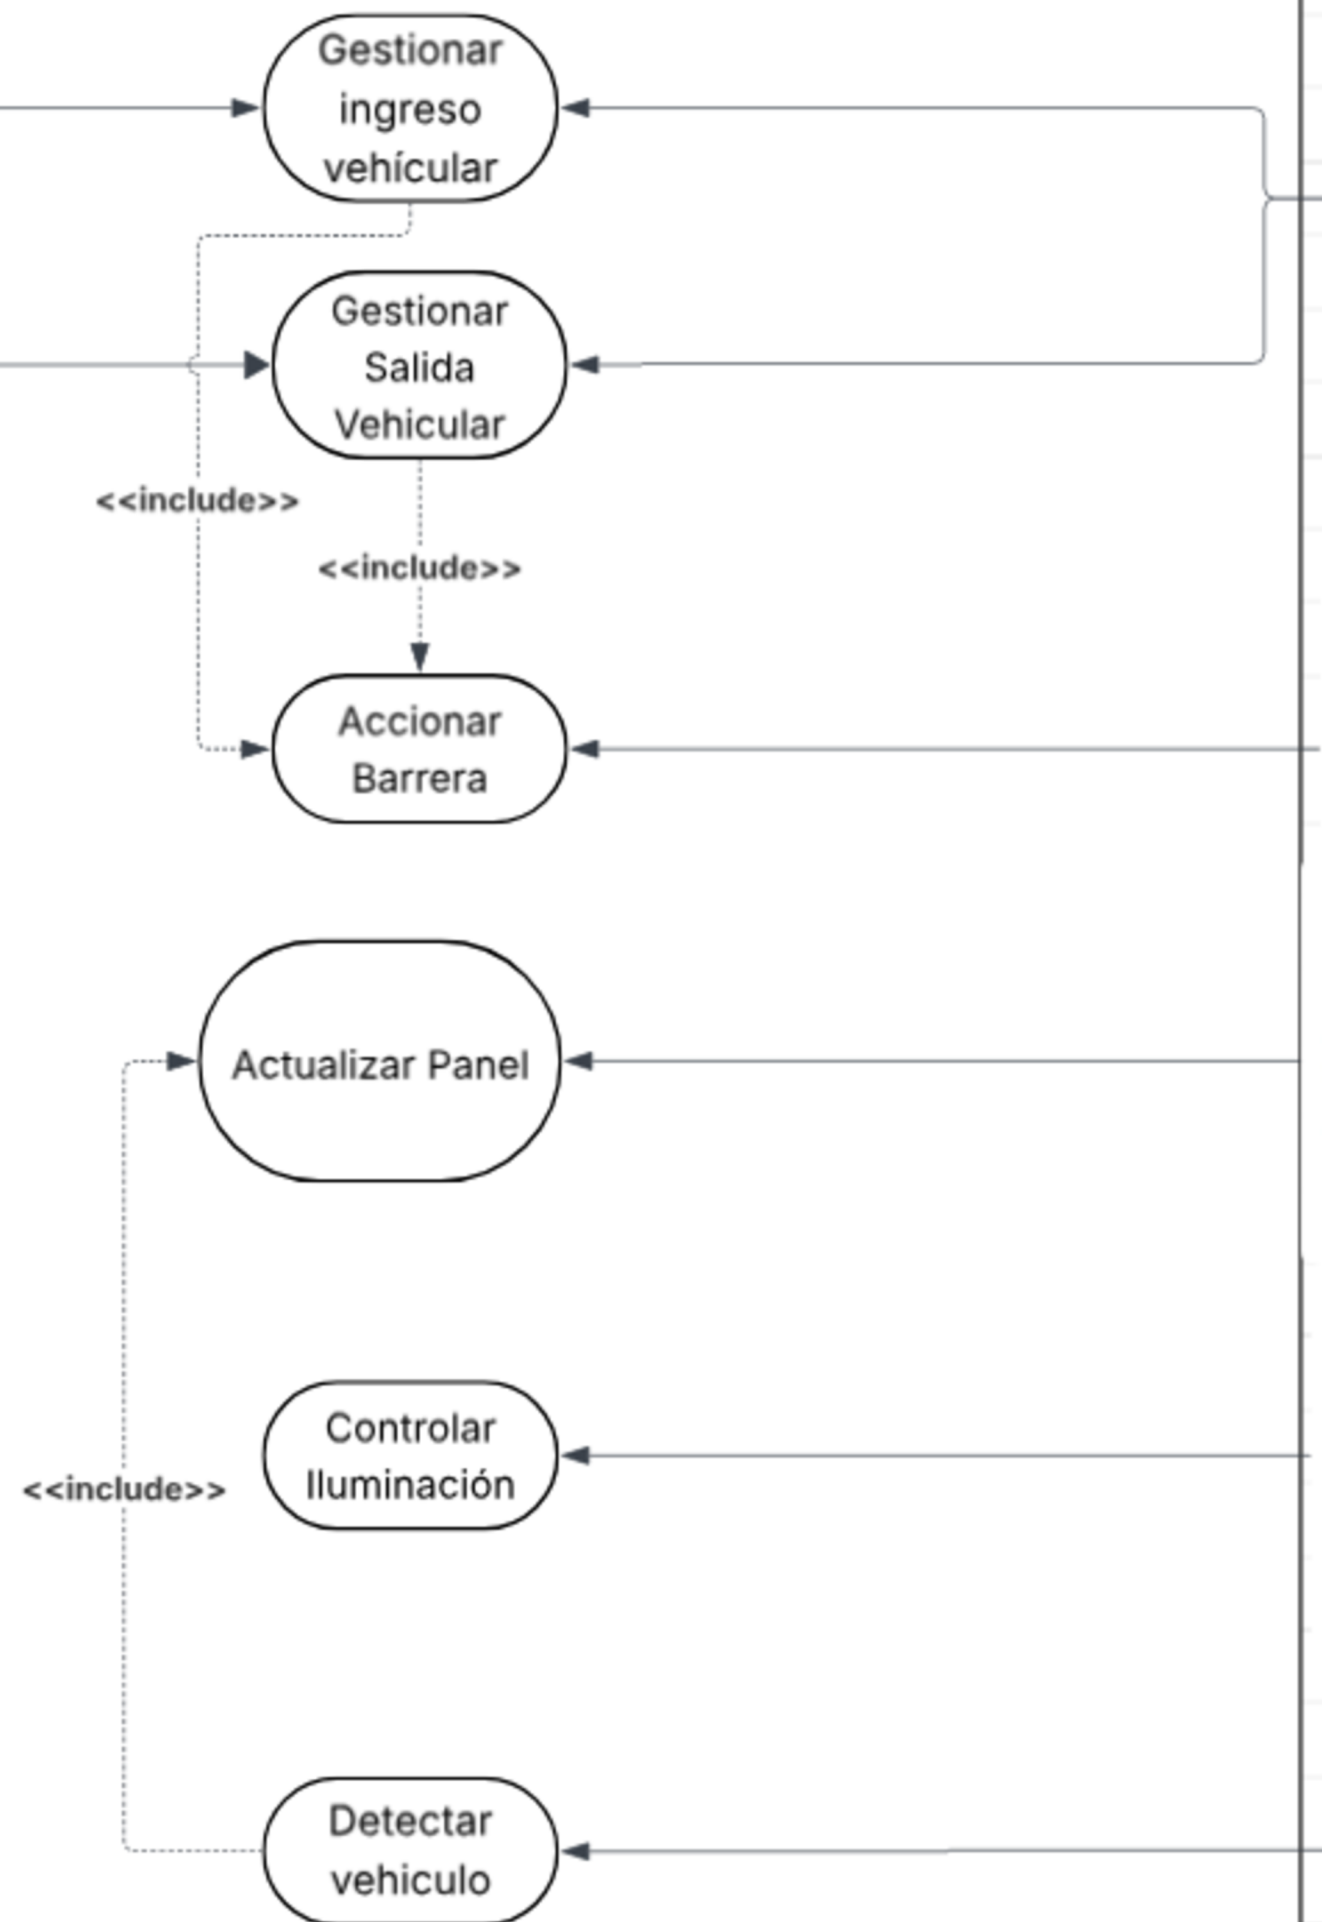 Gestionar
ingreso
vehícular
Gestionar
Salida
Vehicular
<<include>>
<<include>>
Accionar
Barrera
Actualizar Panel
Controlar
Iluminación
<<include>>
Detectar
vehiculo